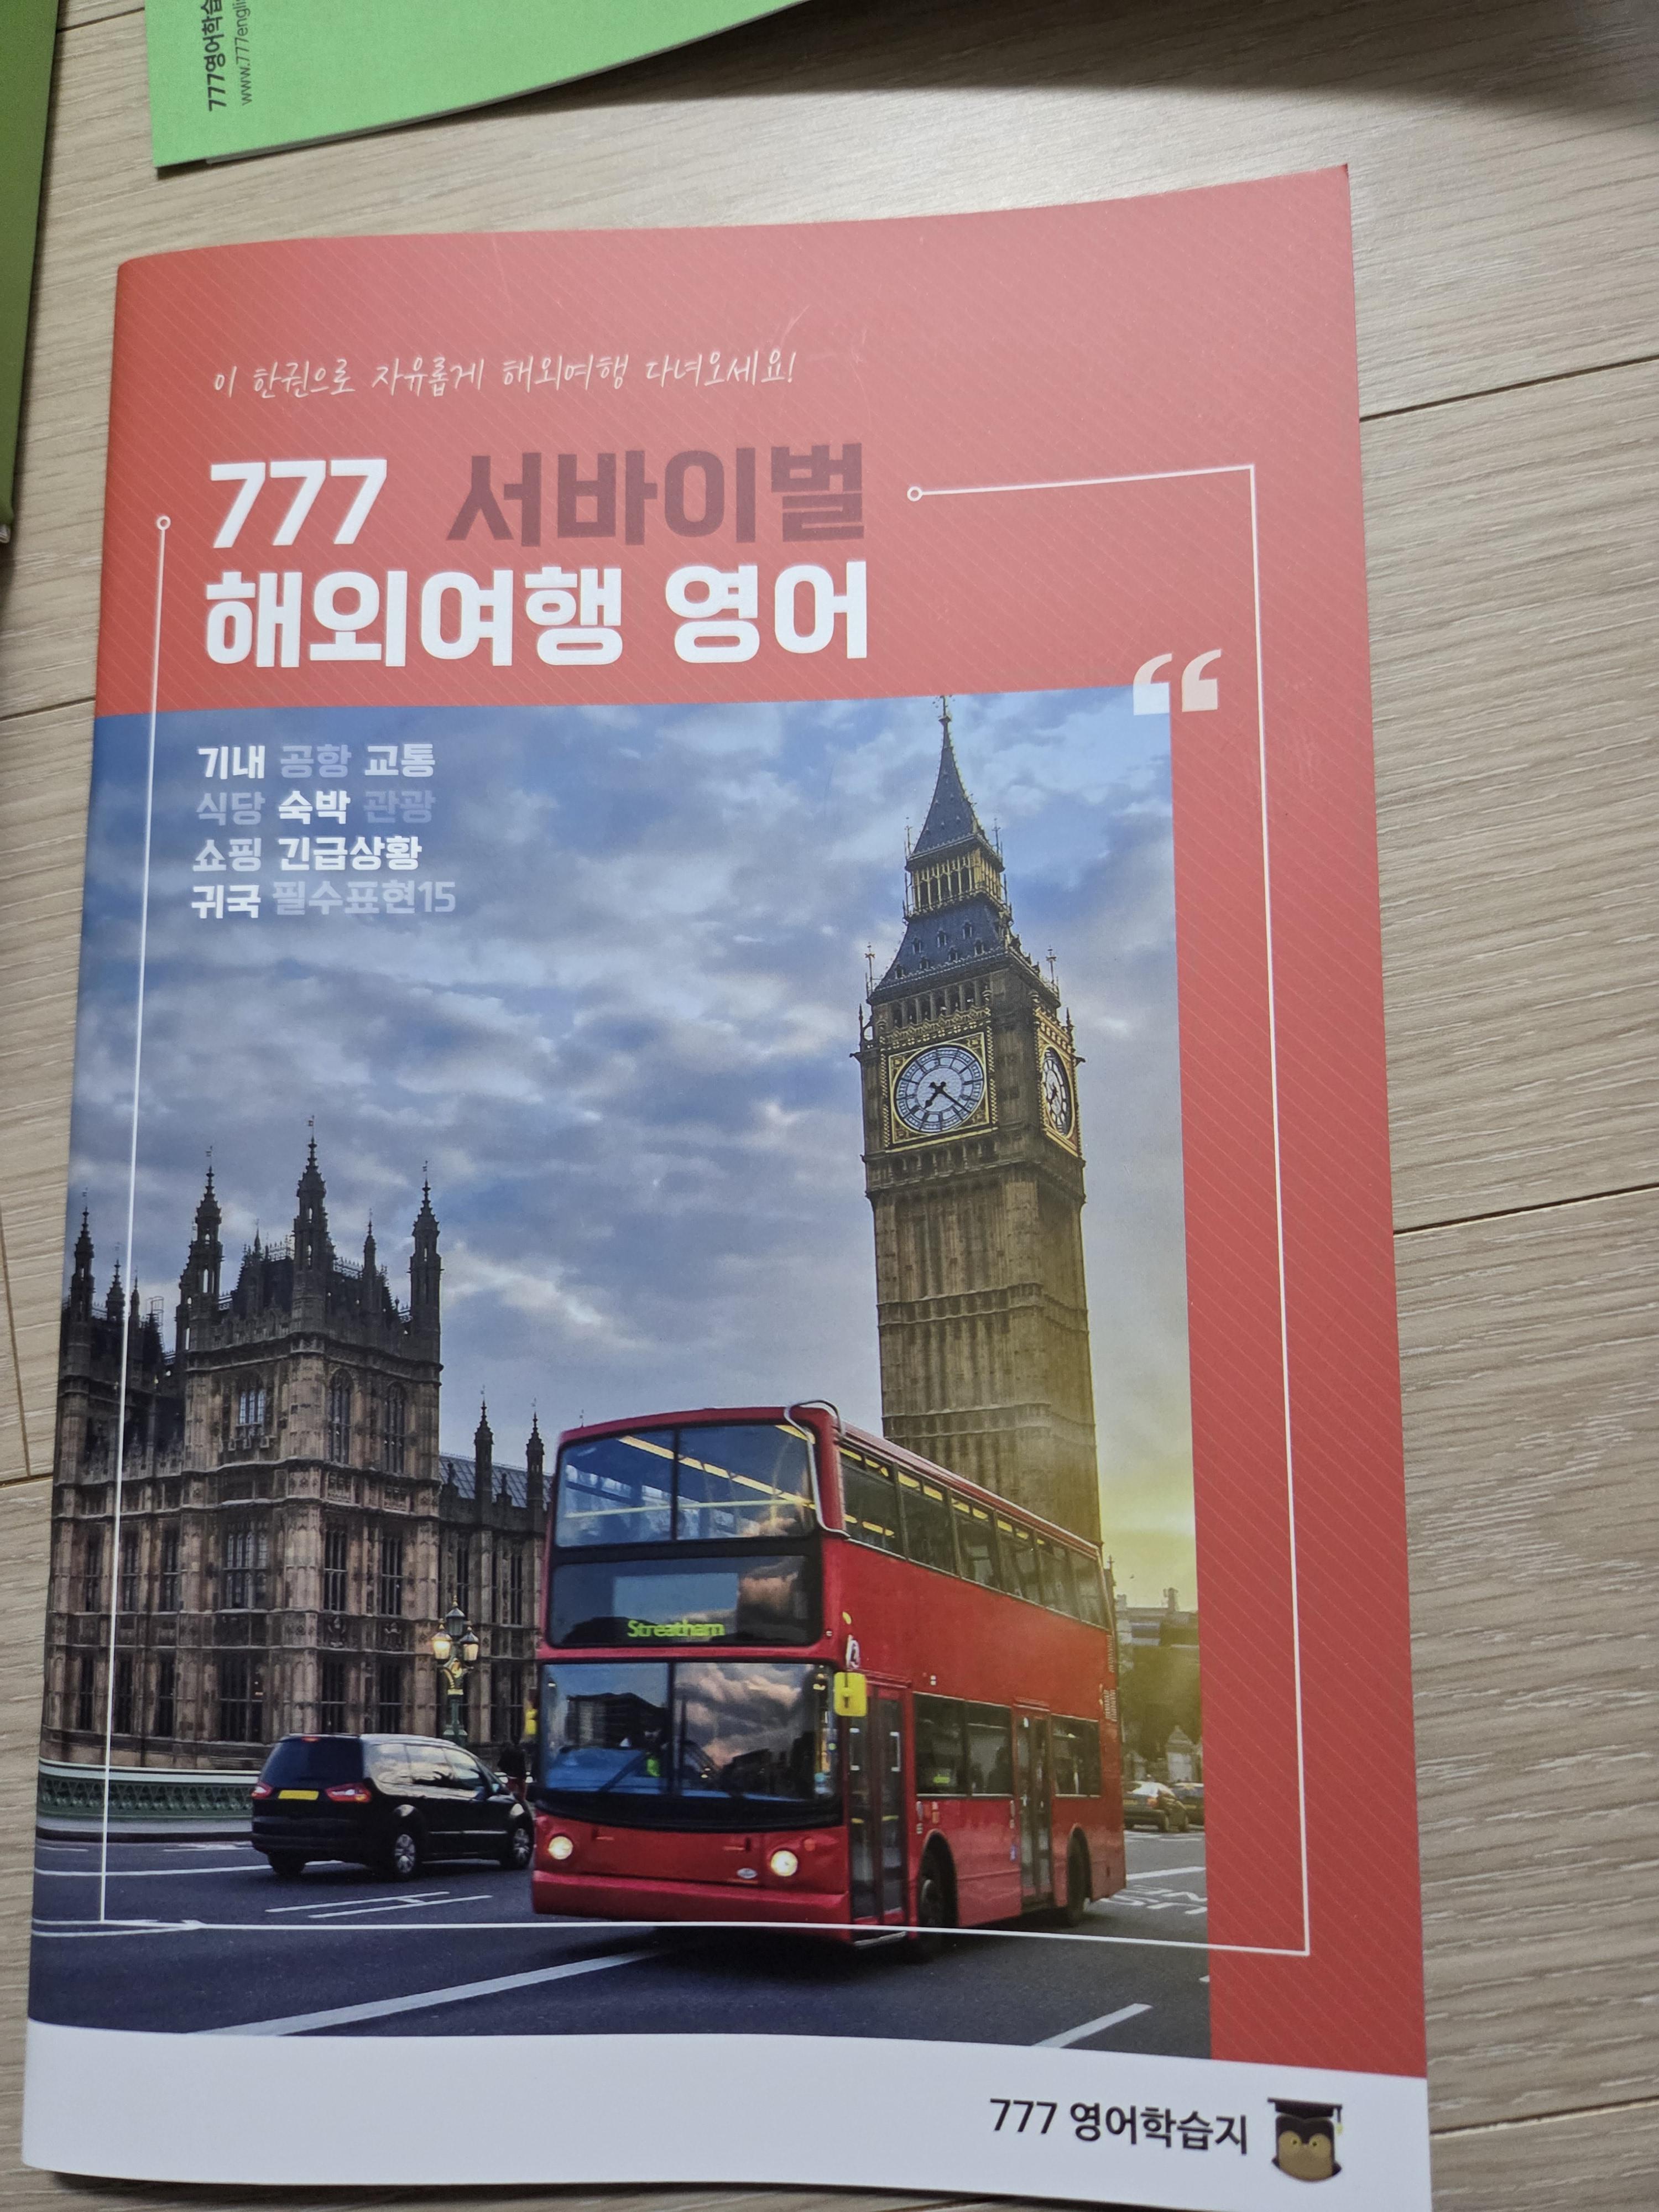 777영어학습
www.777engli
이 한권으로 자유롭게 해외여행 다녀오세요!
777 서바이벌
해외여행 영어
“
기내 공항 교통
식당 숙박 관광
쇼핑 긴급상황
귀국 필수표현15
Streatham
777 영어학습지